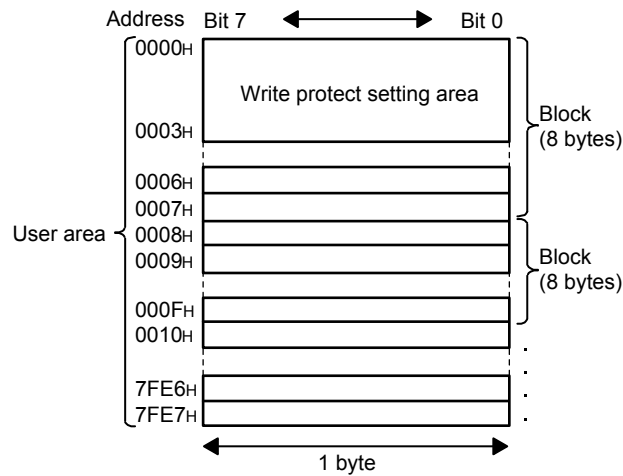 Address Bit 7 Bit 0
0000H
Write protect setting area
0003H
Block
(8 bytes)
0006H
0007H
User area
0008H
0009H
Block
(8 bytes)
000FH
0010H
7FE6H
7FE7H
1 byte